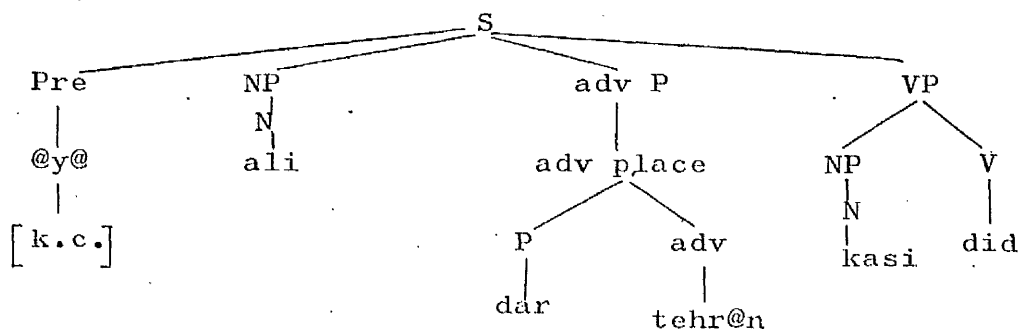 S
Pre NP adv P VP
N
@y@ ali adv place NP V
N
[k.c.] P adv kasi did
dar tehr@n